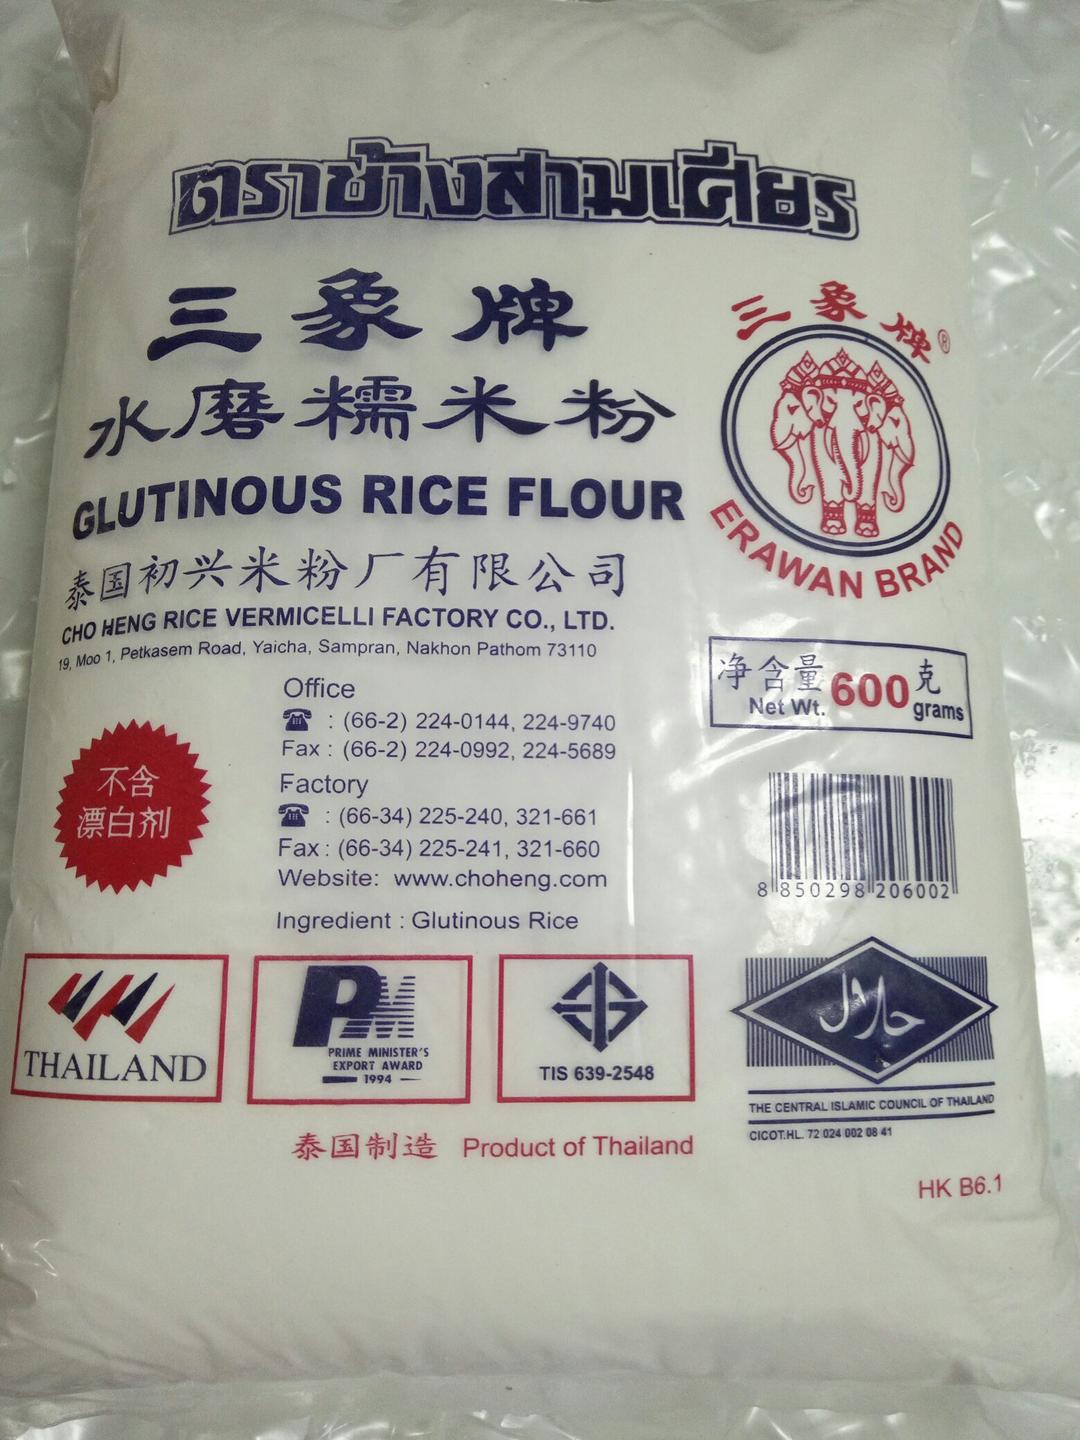 ตราช้างสามเศียร
三象牌
水磨糯米粉
GLUTINOUS RICE FLOUR
泰国初兴米粉厂有限公司
CHO HENG RICE VERMICELLI FACTORY CO., LTD.
19, Moo 1, Petkasem Road, Yaicha, Sampran, Nakhon Pathom 73110
三象牌®
ERAWAN BRAND
净含量 600 克
Net Wt. grams
Office
☎ : (66-2) 224-0144, 224-9740
Fax : (66-2) 224-0992, 224-5689
Factory
☎ : (66-34) 225-240, 321-661
Fax : (66-34) 225-241, 321-660
Website: www.choheng.com
Ingredient : Glutinous Rice
不含
漂白剂
8 850298 206002
THAILAND
PM
PRIME MINISTER'S
EXPORT AWARD
1994
TIS 639-2548
حلال
THE CENTRAL ISLAMIC COUNCIL OF THAILAND
CICOT.HL. 72 024 002 08 41
泰国制造 Product of Thailand
HK B6.1